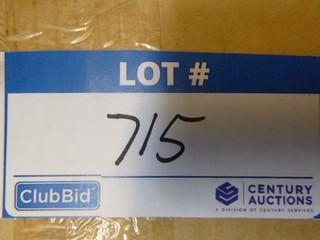 LOT #
715
ClubBid
CENTURY
AUCTIONS
A DIVISION OF CENTURY SERVICES